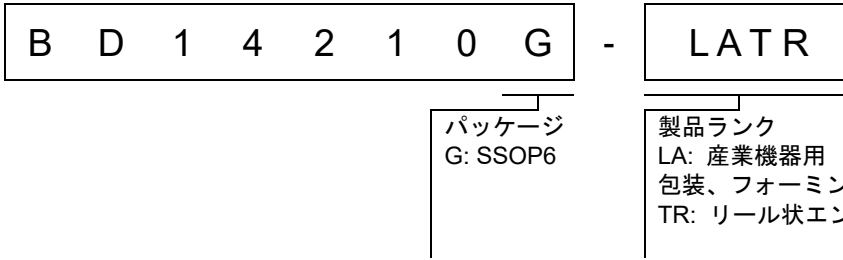 B D 1 4 2 1 0 G - LATR
パッケージ
G: SSOP6
製品ランク
LA: 産業機器用
包装、フォーミン
TR: リール状エン